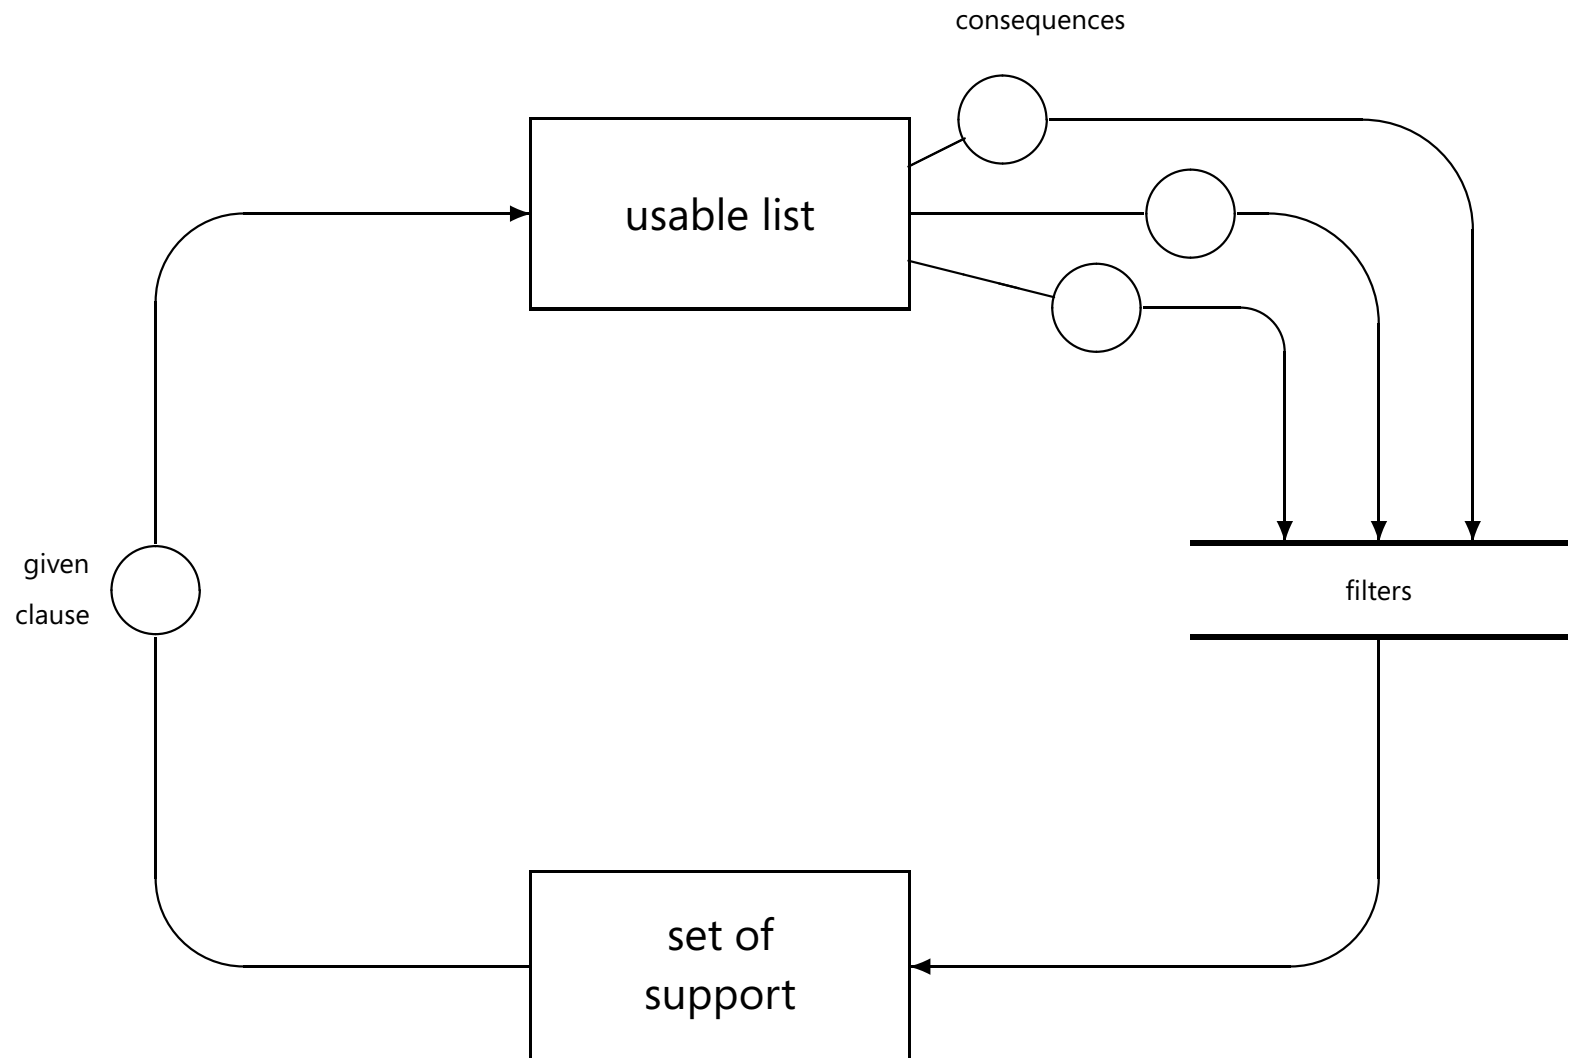 consequences
usable list
given
clause
filters
set of
support